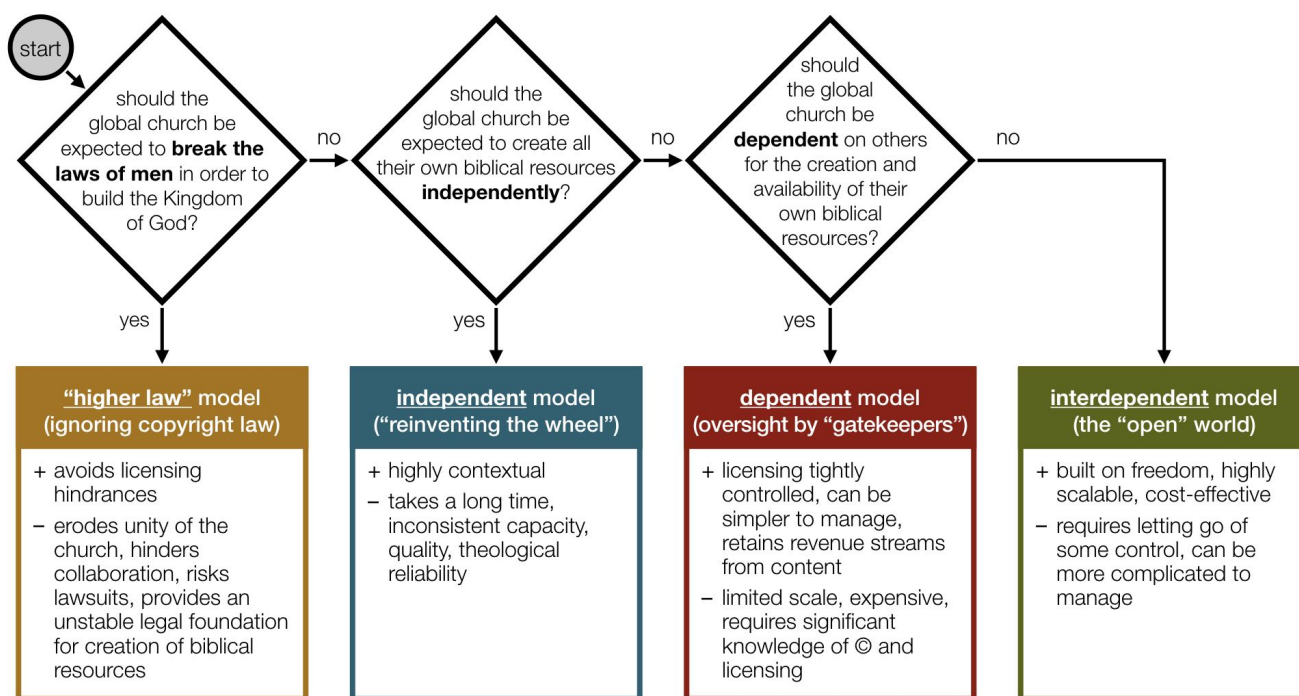 start
should the
global church be
expected to break the
laws of men in order to
build the Kingdom
of God?
no
yes
should the
global church be
expected to create all
their own biblical resources
independently?
no
yes
should
the global
church be
dependent on others
for the creation and
availability of their
own biblical
resources?
no
yes
“higher law” model
(ignoring copyright law)
+ avoids licensing
hindrances
– erodes unity of the
church, hinders
collaboration, risks
lawsuits, provides an
unstable legal foundation
for creation of biblical
resources
independent model
(“reinventing the wheel”)
+ highly contextual
– takes a long time,
inconsistent capacity,
quality, theological
reliability
dependent model
(oversight by “gatekeepers”)
+ licensing tightly
controlled, can be
simpler to manage,
retains revenue streams
from content
– limited scale, expensive,
requires significant
knowledge of © and
licensing
interdependent model
(the “open” world)
+ built on freedom, highly
scalable, cost-effective
– requires letting go of
some control, can be
more complicated to
manage